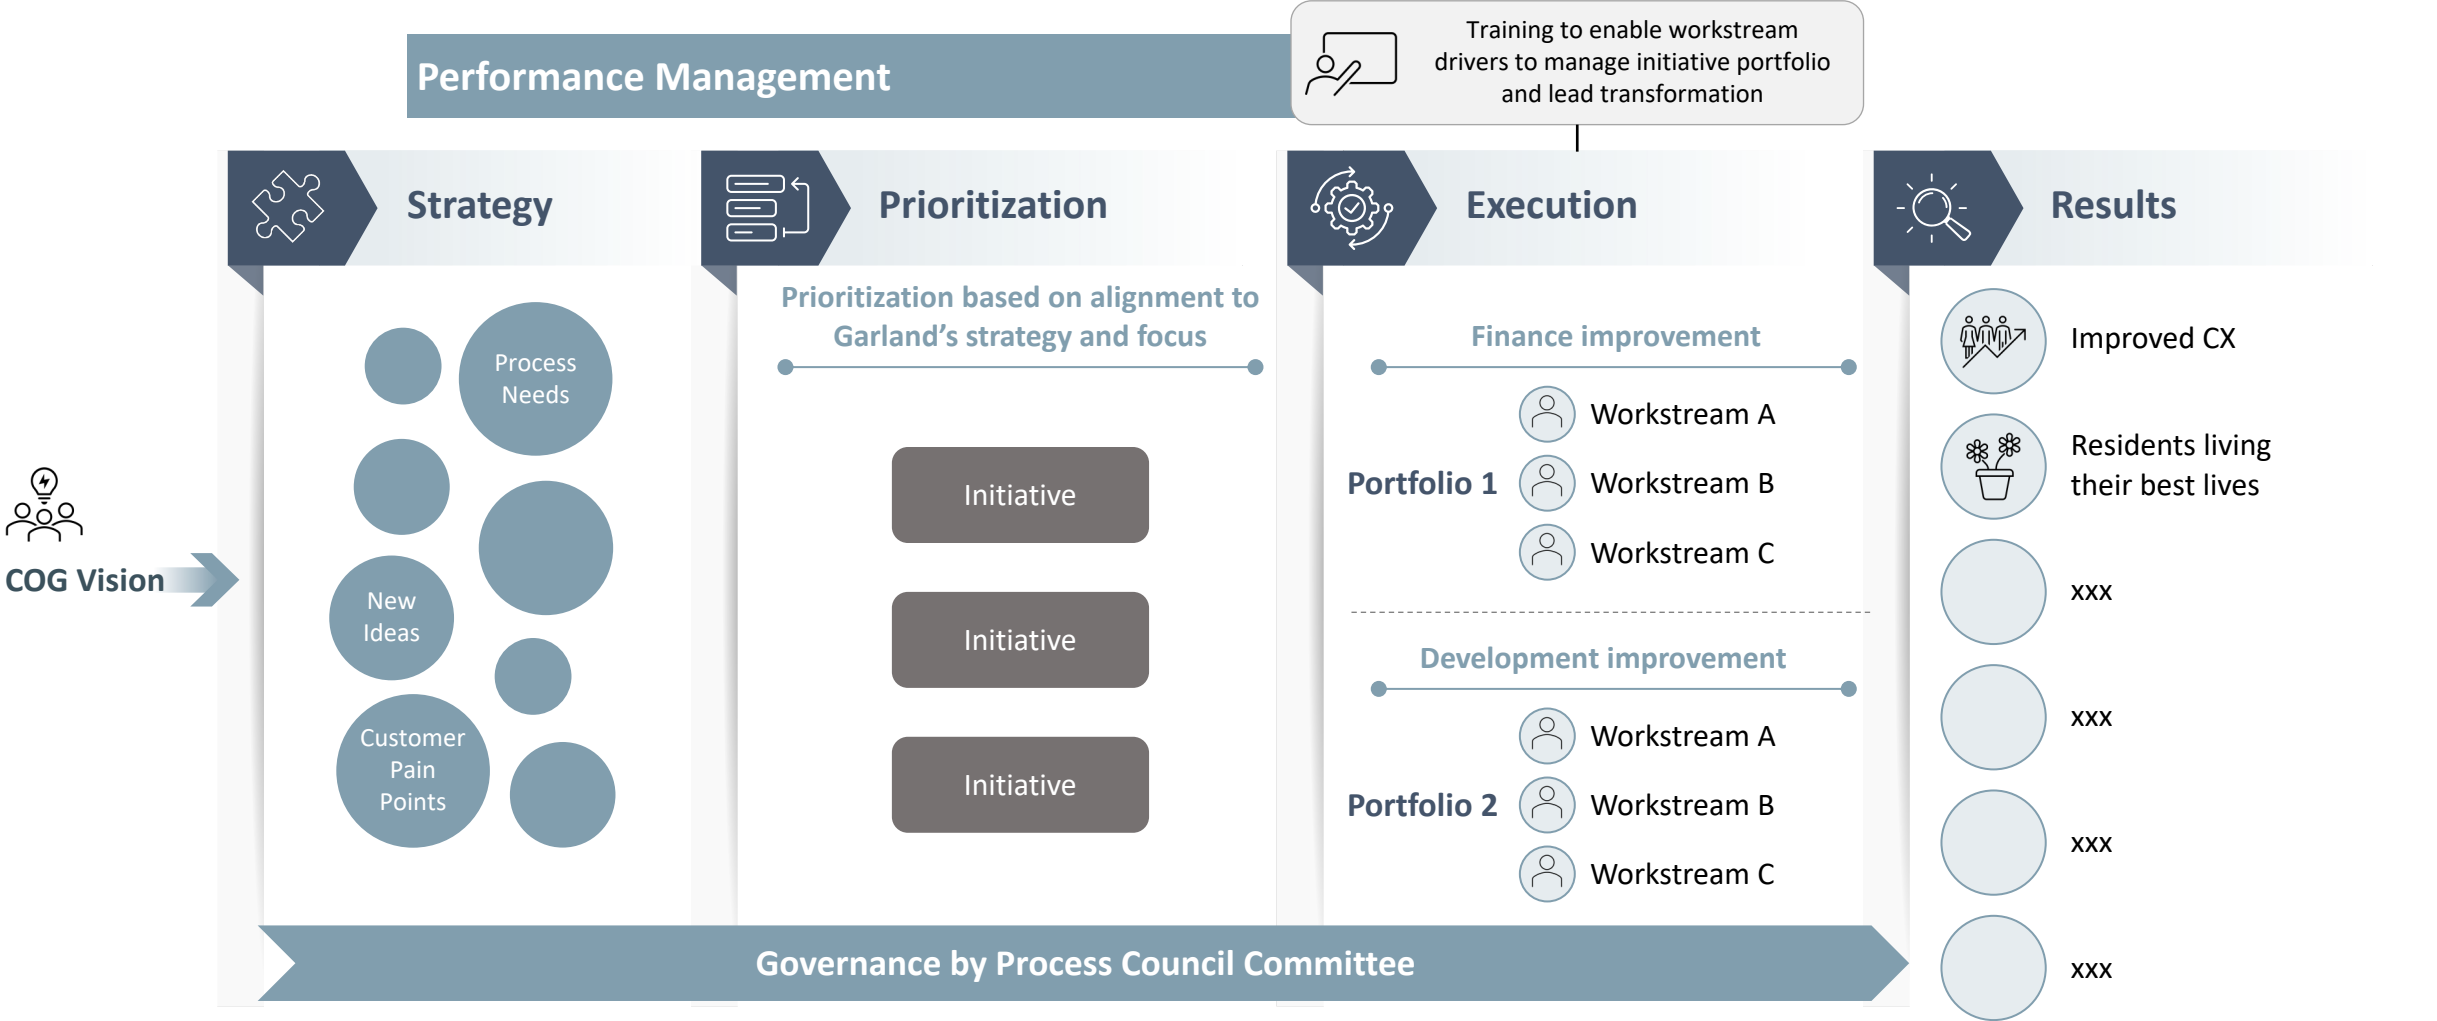 Performance Management
Training to enable workstream
drivers to manage initiative portfolio
and lead transformation
COG Vision
Strategy
Process
Needs
New
Ideas
Customer
Pain
Points
Prioritization
Prioritization based on alignment to
Garland’s strategy and focus
Initiative
Initiative
Initiative
Execution
Finance improvement
Portfolio 1
Workstream A
Workstream B
Workstream C
Development improvement
Portfolio 2
Workstream A
Workstream B
Workstream C
Results
Improved CX
Residents living
their best lives
xxx
xxx
xxx
xxx
Governance by Process Council Committee